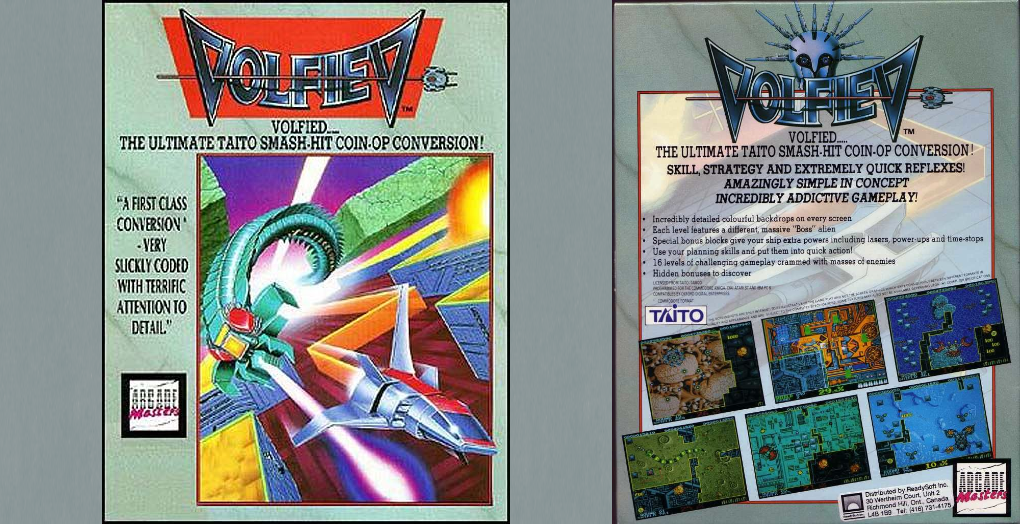 VOLFIED
TM
VOLFIED.....
THE ULTIMATE TAITO SMASH-HIT COIN-OP CONVERSION!
"A FIRST CLASS
CONVERSION"
- VERY
SLICKLY CODED
WITH TERRIFIC
ATTENTION TO
DETAIL."
ARCADE
Masters
VOLFIED
TM
VOLFIED.....
THE ULTIMATE TAITO SMASH-HIT COIN-OP CONVERSION!
SKILL, STRATEGY AND EXTREMELY QUICK REFLEXES!
AMAZINGLY SIMPLE IN CONCEPT
INCREDIBLY ADDICTIVE GAMEPLAY!
• Incredibly detailed colourful backdrops on every screen
• Each level features a different, massive "Boss" alien
• Special bonus blocks give your ship extra powers including lasers, power-ups and time-stops
• Use your planning skills and put them into quick action!
• 16 levels of challenging gameplay crammed with masses of enemies
• Hidden bonuses to discover
TAITO
Distributed by ReadySoft Inc.
30 Wertheim Court, Unit 2
Richmond Hill, Ont., Canada
L4B 1B9 Tel: (416) 731-4175
ARCADE
Masters